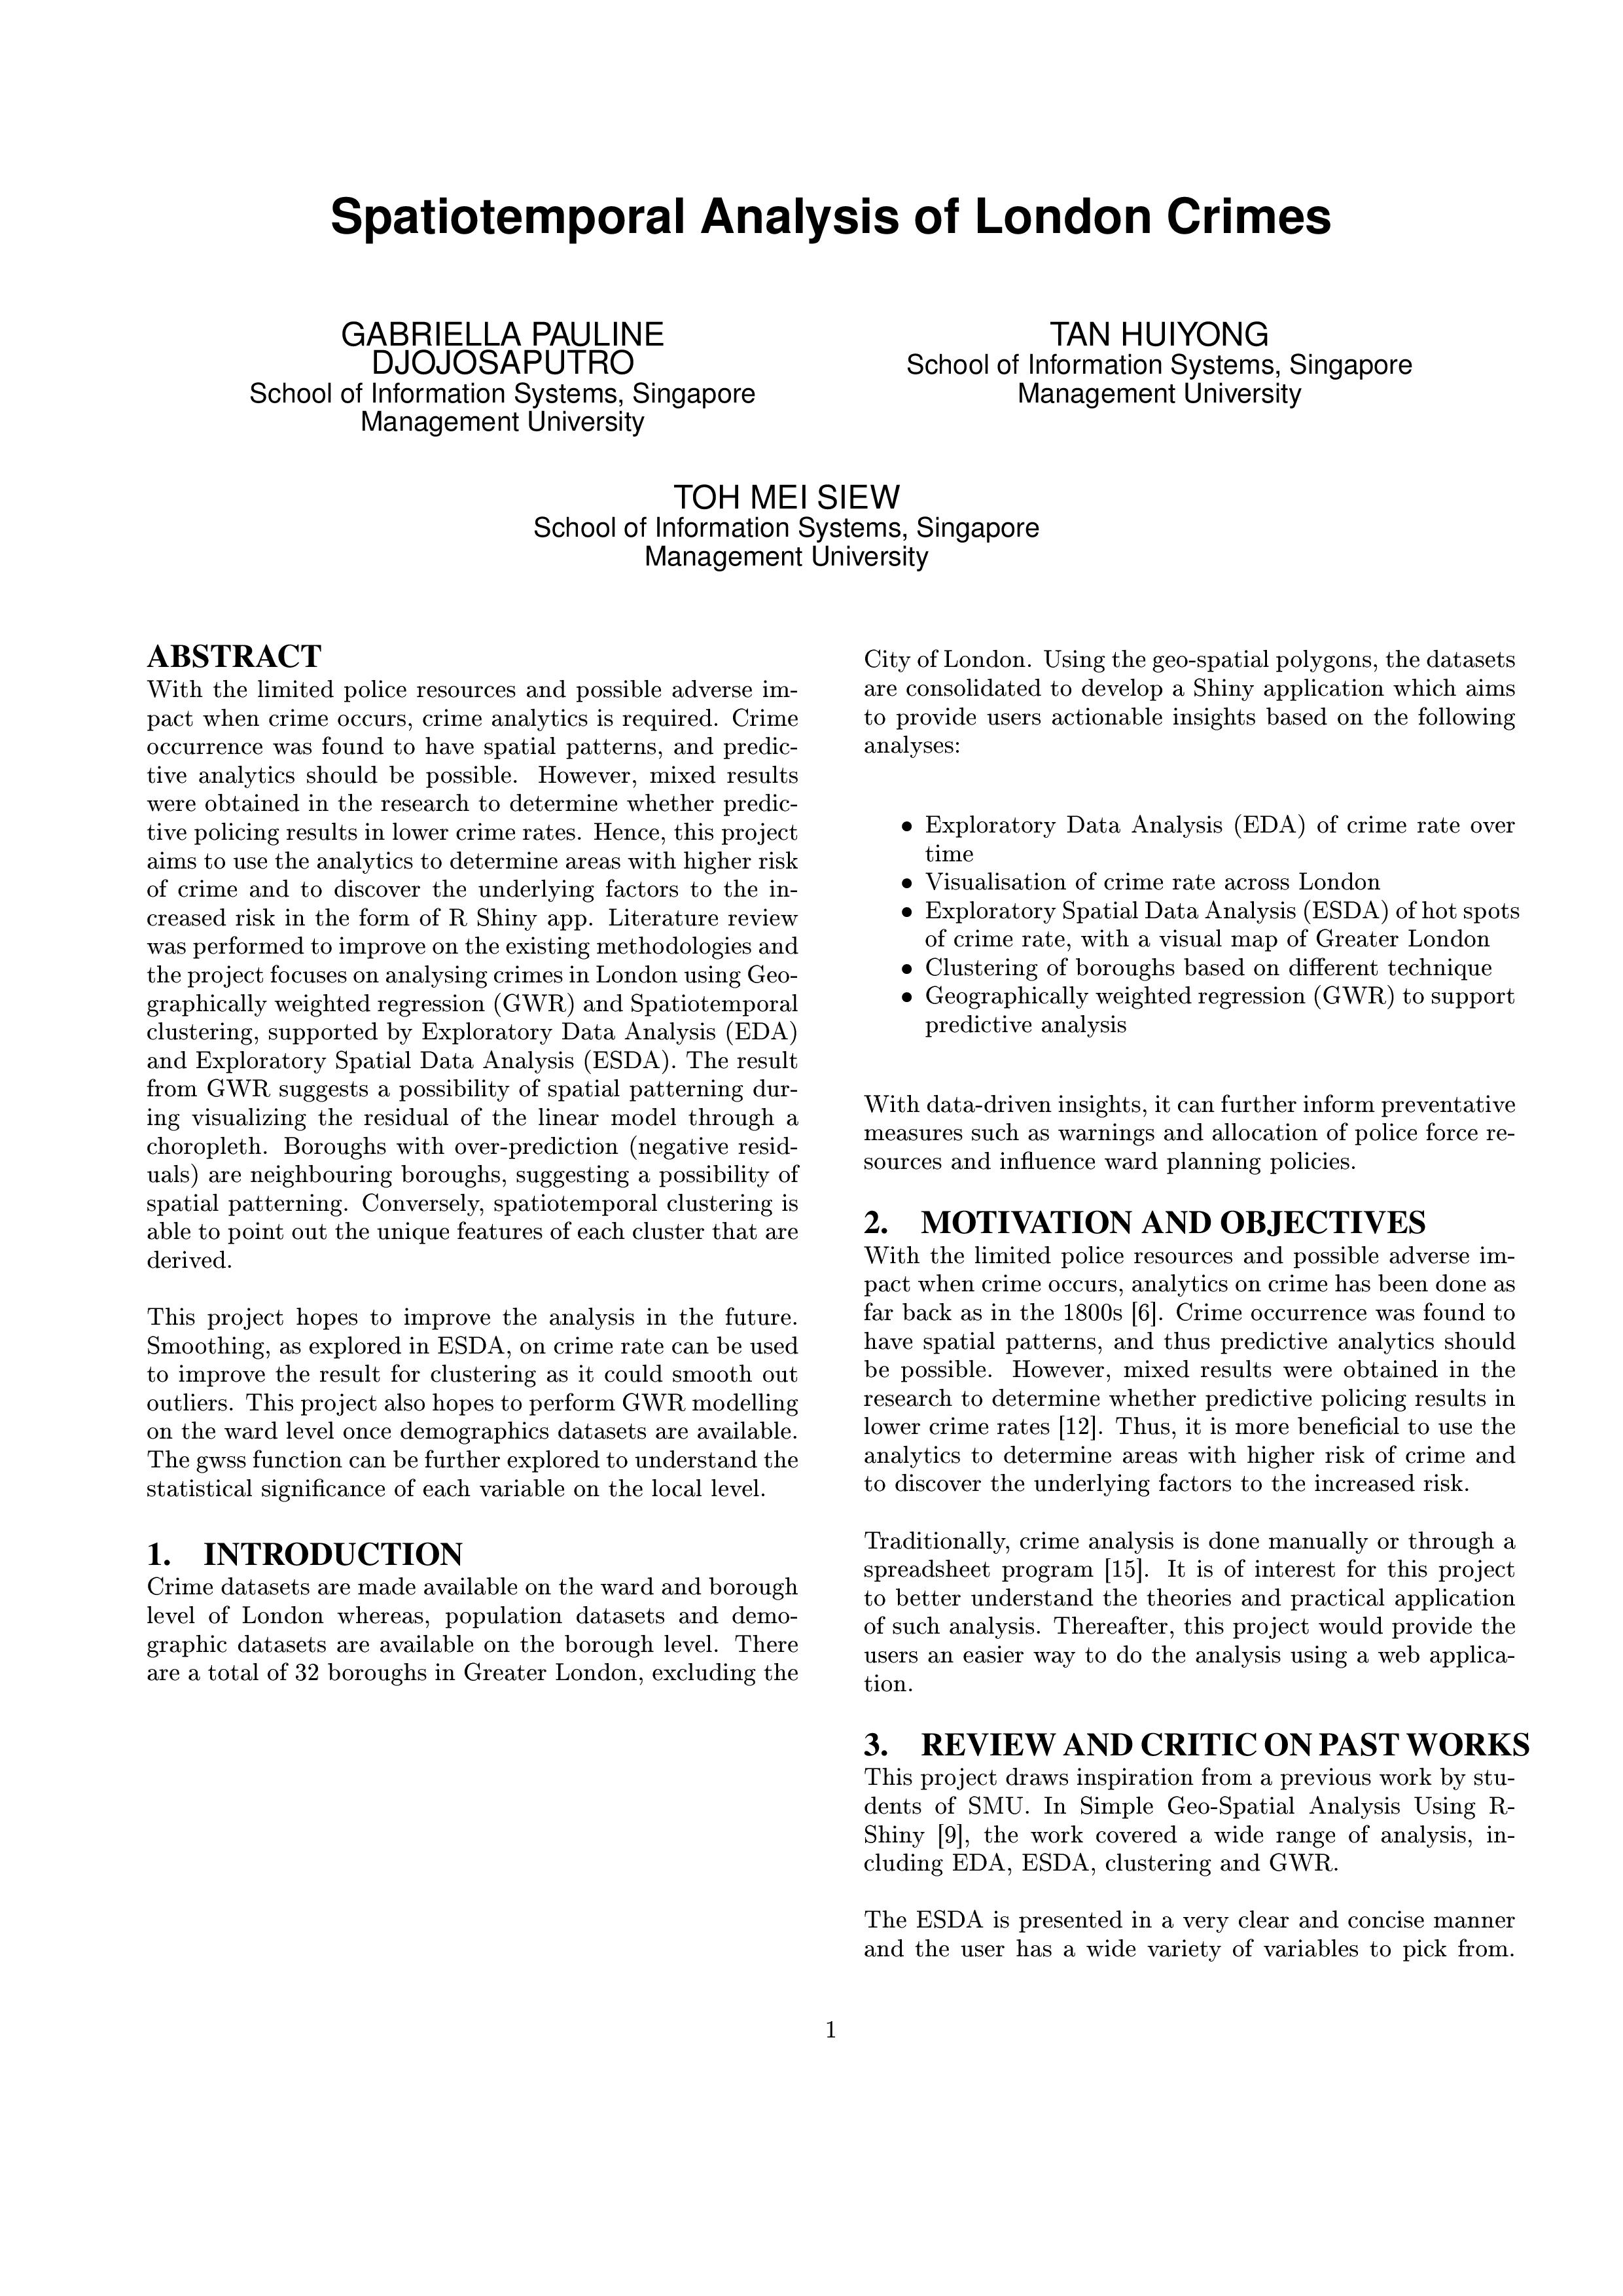 Spatiotemporal Analysis of London Crimes
GABRIELLA PAULINE
DJOJOSAPUTRO
School of Information Systems, Singapore
Management University
TAN HUIYONG
School of Information Systems, Singapore
Management University
TOH MEI SIEW
School of Information Systems, Singapore
Management University
ABSTRACT
With the limited police resources and possible adverse im-
pact when crime occurs, crime analytics is required. Crime
occurrence was found to have spatial patterns, and predic-
tive analytics should be possible. However, mixed results
were obtained in the research to determine whether predic-
tive policing results in lower crime rates. Hence, this project
aims to use the analytics to determine areas with higher risk
of crime and to discover the underlying factors to the in-
creased risk in the form of R Shiny app. Literature review
was performed to improve on the existing methodologies and
the project focuses on analysing crimes in London using Geo-
graphically weighted regression (GWR) and Spatiotemporal
clustering, supported by Exploratory Data Analysis (EDA)
and Exploratory Spatial Data Analysis (ESDA). The result
from GWR suggests a possibility of spatial patterning dur-
ing visualizing the residual of the linear model through a
choropleth. Boroughs with over-prediction (negative resid-
uals) are neighbouring boroughs, suggesting a possibility of
spatial patterning. Conversely, spatiotemporal clustering is
able to point out the unique features of each cluster that are
derived.
This project hopes to improve the analysis in the future.
Smoothing, as explored in ESDA, on crime rate can be used
to improve the result for clustering as it could smooth out
outliers. This project also hopes to perform GWR modelling
on the ward level once demographics datasets are available.
The gwss function can be further explored to understand the
statistical significance of each variable on the local level.
1. INTRODUCTION
Crime datasets are made available on the ward and borough
level of London whereas, population datasets and demo-
graphic datasets are available on the borough level. There
are a total of 32 boroughs in Greater London, excluding the
City of London. Using the geo-spatial polygons, the datasets
are consolidated to develop a Shiny application which aims
to provide users actionable insights based on the following
analyses:
• Exploratory Data Analysis (EDA) of crime rate over
time
• Visualisation of crime rate across London
• Exploratory Spatial Data Analysis (ESDA) of hot spots
of crime rate, with a visual map of Greater London
• Clustering of boroughs based on different technique
• Geographically weighted regression (GWR) to support
predictive analysis
With data-driven insights, it can further inform preventative
measures such as warnings and allocation of police force re-
sources and influence ward planning policies.
2. MOTIVATION AND OBJECTIVES
With the limited police resources and possible adverse im-
pact when crime occurs, analytics on crime has been done as
far back as in the 1800s [6]. Crime occurrence was found to
have spatial patterns, and thus predictive analytics should
be possible. However, mixed results were obtained in the
research to determine whether predictive policing results in
lower crime rates [12]. Thus, it is more beneficial to use the
analytics to determine areas with higher risk of crime and
to discover the underlying factors to the increased risk.
Traditionally, crime analysis is done manually or through a
spreadsheet program [15]. It is of interest for this project
to better understand the theories and practical application
of such analysis. Thereafter, this project would provide the
users an easier way to do the analysis using a web applica-
tion.
3. REVIEW AND CRITIC ON PAST WORKS
This project draws inspiration from a previous work by stu-
dents of SMU. In Simple Geo-Spatial Analysis Using R-
Shiny [9], the work covered a wide range of analysis, in-
cluding EDA, ESDA, clustering and GWR.
The ESDA is presented in a very clear and concise manner
and the user has a wide variety of variables to pick from.
1